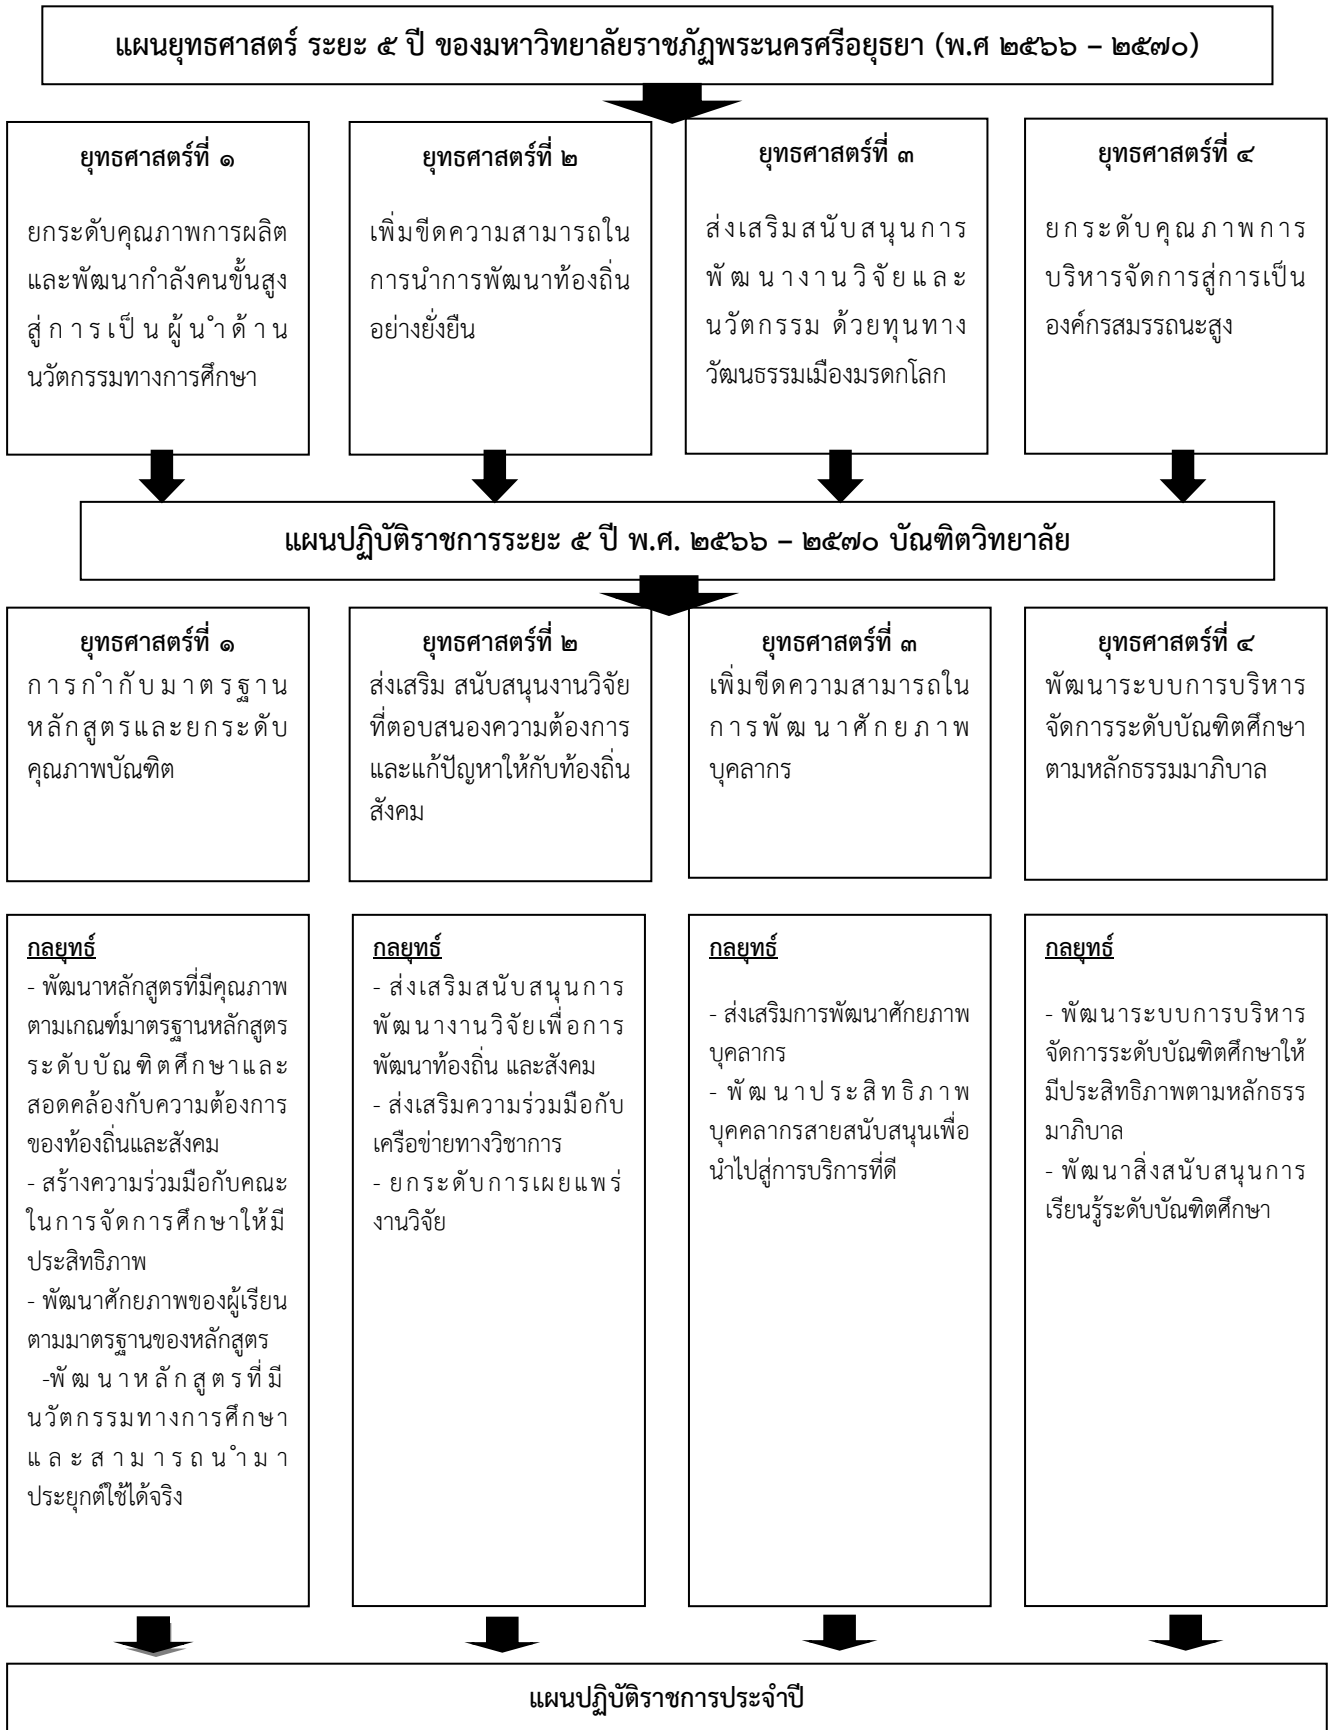 แผนยุทธศาสตร์ ระยะ ๕ ปี ของมหาวิทยาลัยราชภัฏพระนครศรีอยุธยา (พ.ศ ๒๕๖๖ – ๒๕๗๐)
ยุทธศาสตร์ที่ ๑
ยกระดับคุณภาพการผลิต
และพัฒนากำลังคนขั้นสูง
สู่การเป็นผู้นำด้าน
นวัตกรรมทางการศึกษา
ยุทธศาสตร์ที่ ๒
เพิ่มขีดความสามารถใน
การนำการพัฒนาท้องถิ่น
อย่างยั่งยืน
ยุทธศาสตร์ที่ ๓
ส่งเสริมสนับสนุนการ
พัฒนางานวิจัยและ
นวัตกรรม ด้วยทุนทาง
วัฒนธรรมเมืองมรดกโลก
ยุทธศาสตร์ที่ ๔
ยกระดับคุณภาพการ
บริหารจัดการสู่การเป็น
องค์กรสมรรถนะสูง
แผนปฏิบัติราชการระยะ ๕ ปี พ.ศ. ๒๕๖๖ – ๒๕๗๐ บัณฑิตวิทยาลัย
ยุทธศาสตร์ที่ ๑
การกำกับมาตรฐาน
หลักสูตรและยกระดับ
คุณภาพบัณฑิต
ยุทธศาสตร์ที่ ๒
ส่งเสริม สนับสนุนงานวิจัย
ที่ตอบสนองความต้องการ
และแก้ปัญหาให้กับท้องถิ่น
สังคม
ยุทธศาสตร์ที่ ๓
เพิ่มขีดความสามารถใน
การพัฒนาศักยภาพ
บุคลากร
ยุทธศาสตร์ที่ ๔
พัฒนาระบบการบริหาร
จัดการระดับบัณฑิตศึกษา
ตามหลักธรรมมาภิบาล
กลยุทธ์
- พัฒนาหลักสูตรที่มีคุณภาพ
ตามเกณฑ์มาตรฐานหลักสูตร
ระดับบัณฑิตศึกษาและ
สอดคล้องกับความต้องการ
ของท้องถิ่นและสังคม
- สร้างความร่วมมือกับคณะ
ในการจัดการศึกษาให้มี
ประสิทธิภาพ
- พัฒนาศักยภาพของผู้เรียน
ตามมาตรฐานของหลักสูตร
-พัฒนาหลักสูตรที่มี
นวัตกรรมทางการศึกษา
และสามารถนำมา
ประยุกต์ใช้ได้จริง
กลยุทธ์
- ส่งเสริมสนับสนุนการ
พัฒนางานวิจัยเพื่อการ
พัฒนาท้องถิ่น และสังคม
- ส่งเสริมความร่วมมือกับ
เครือข่ายทางวิชาการ
- ยกระดับการเผยแพร่
งานวิจัย
กลยุทธ์
- ส่งเสริมการพัฒนาศักยภาพ
บุคลากร
- พัฒนาประสิทธิภาพ
บุคคลากรสายสนับสนุนเพื่อ
นำไปสู่การบริการที่ดี
กลยุทธ์
- พัฒนาระบบการบริหาร
จัดการระดับบัณฑิตศึกษาให้
มีประสิทธิภาพตามหลักธรร
มาภิบาล
- พัฒนาสิ่งสนับสนุนการ
เรียนรู้ระดับบัณฑิตศึกษา
แผนปฏิบัติราชการประจำปี